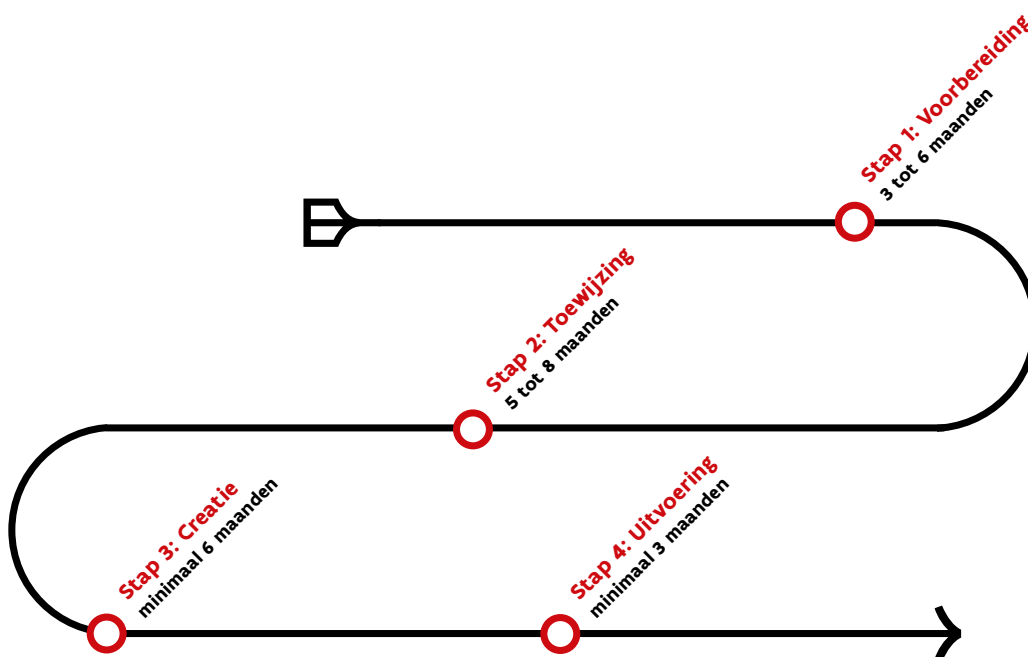 Stap 1: Voorbereiding
3 tot 6 maanden
Stap 2: Toewijzing
5 tot 8 maanden
Stap 3: Creatie
minimaal 6 maanden
Stap 4: Uitvoering
minimaal 3 maanden